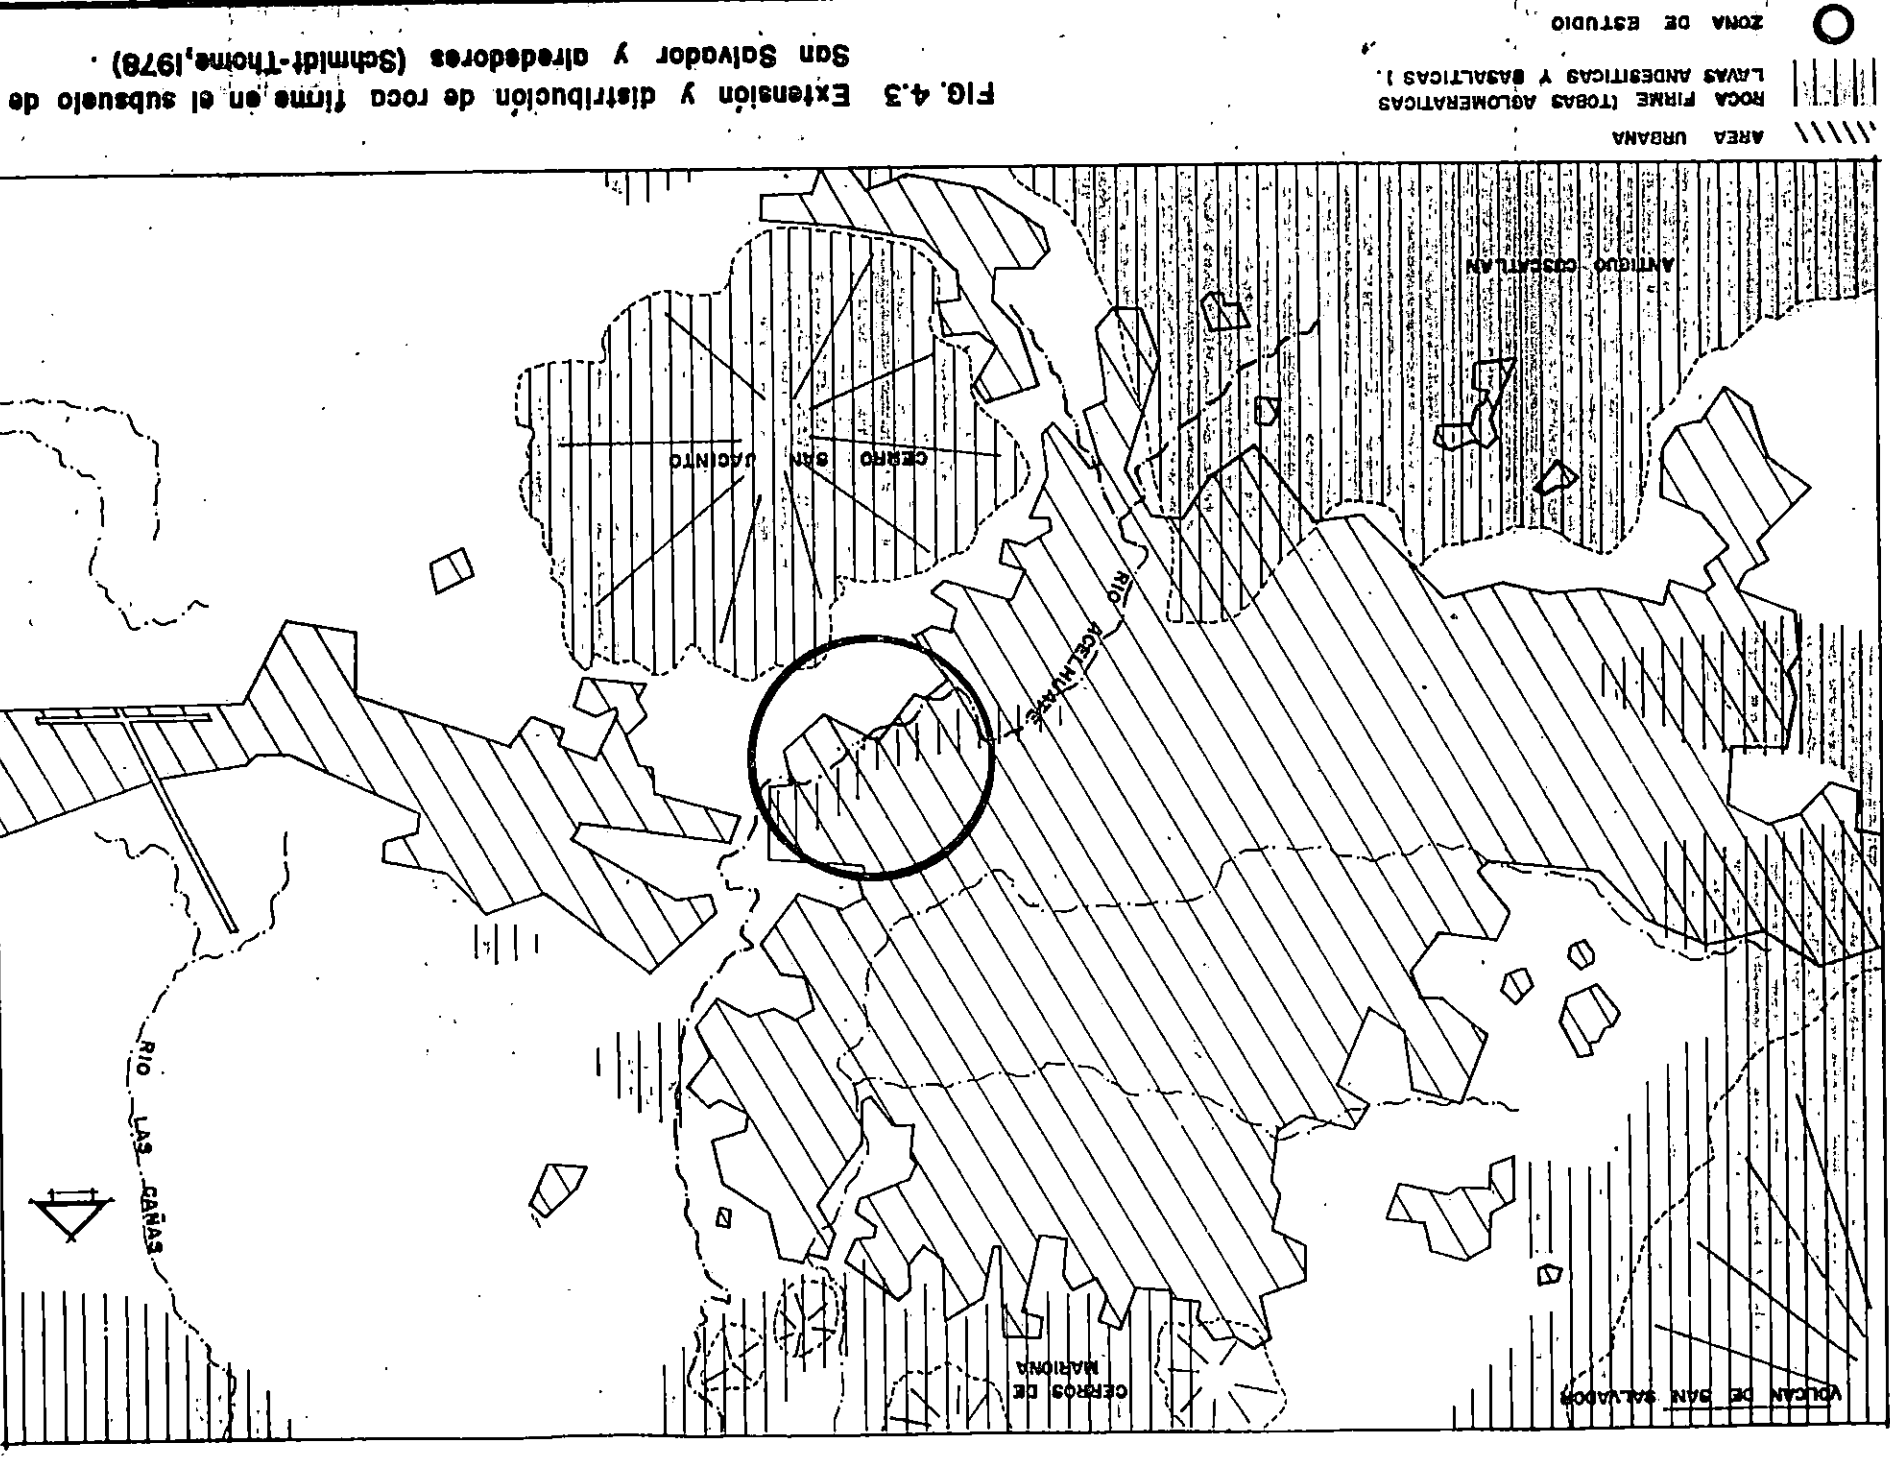 VOLCAN DE SAN SALVADOR
CERROS DE
MARIONA
RIO LAS CAÑAS
RIO ACELHUATE
CERRO SAN JACINTO
ANTIGUO CUSCATLAN
AREA URBANA
ROCA FIRME (TOBAS AGLOMERATICAS
LAVAS ANDESITICAS Y BASALTICAS ).
ZONA DE ESTUDIO
FIG. 4.3 Extensión y distribución de roca firme en el subsuelo de
San Salvador y alrededores (Schmidt-Thome,1978) .